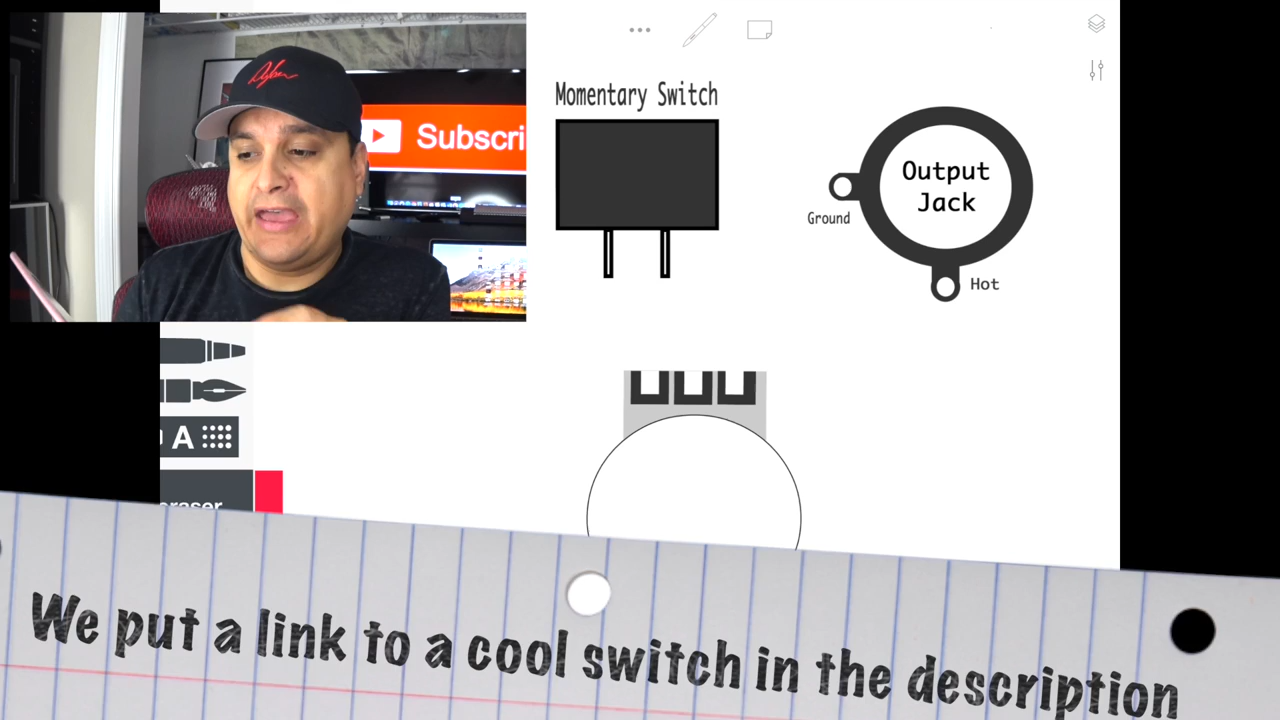 Subscri
Momentary Switch
Output
Jack
Ground
Hot
A
eraser
We put a link to a cool switch in the description